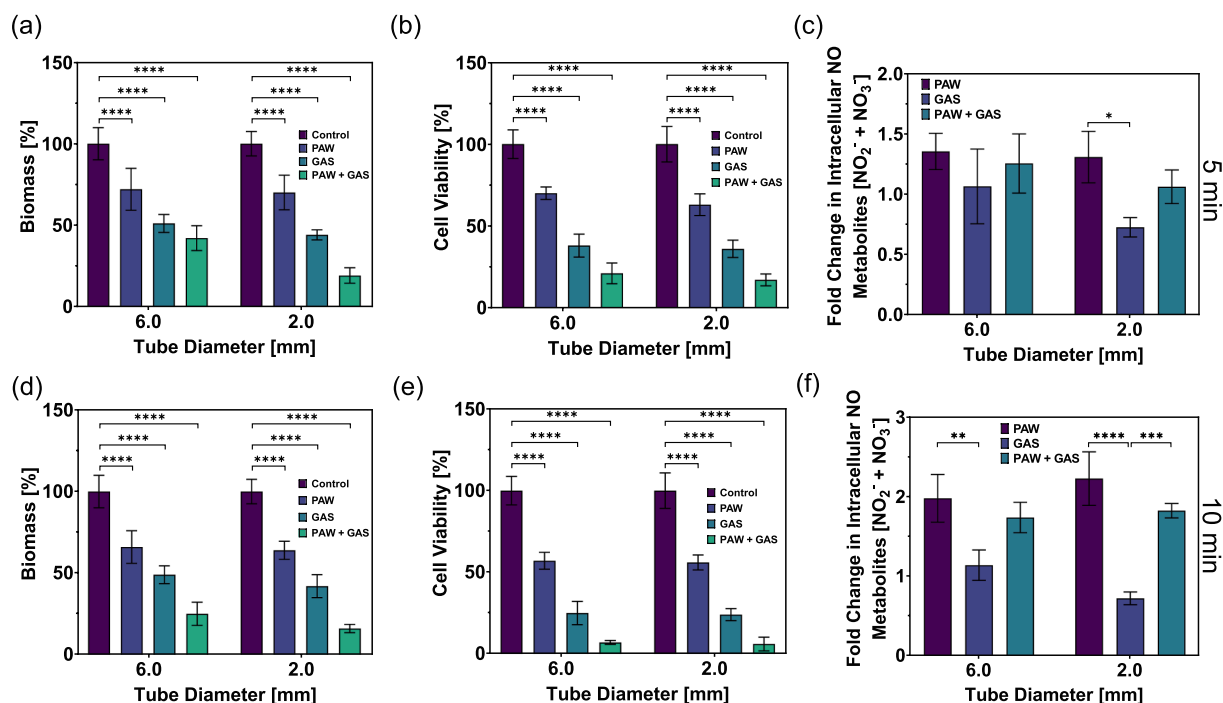 (a)
150
100
50
0
Biomass [%]
****
****
****
****
****
****
Control
PAW
GAS
PAW + GAS
6.0
2.0
Tube Diameter [mm]
(b)
150
100
50
0
Cell Viability [%]
****
****
****
****
****
****
Control
PAW
GAS
PAW + GAS
6.0
2.0
Tube Diameter [mm]
(c)
Fold Change in Intracellular NO
Metabolites [NO₂⁻ + NO₃⁻]
2.0
1.5
1.0
0.5
0.0
PAW
GAS
PAW + GAS
*
6.0
2.0
Tube Diameter [mm]
5 min
(d)
150
100
50
0
Biomass [%]
****
****
****
****
****
****
Control
PAW
GAS
PAW + GAS
6.0
2.0
Tube Diameter [mm]
(e)
150
100
50
0
Cell Viability [%]
****
****
****
****
****
****
Control
PAW
GAS
PAW + GAS
6.0
2.0
Tube Diameter [mm]
(f)
Fold Change in Intracellular NO
Metabolites [NO₂⁻ + NO₃⁻]
3
2
1
0
PAW
GAS
PAW + GAS
**
****
***
6.0
2.0
Tube Diameter [mm]
10 min